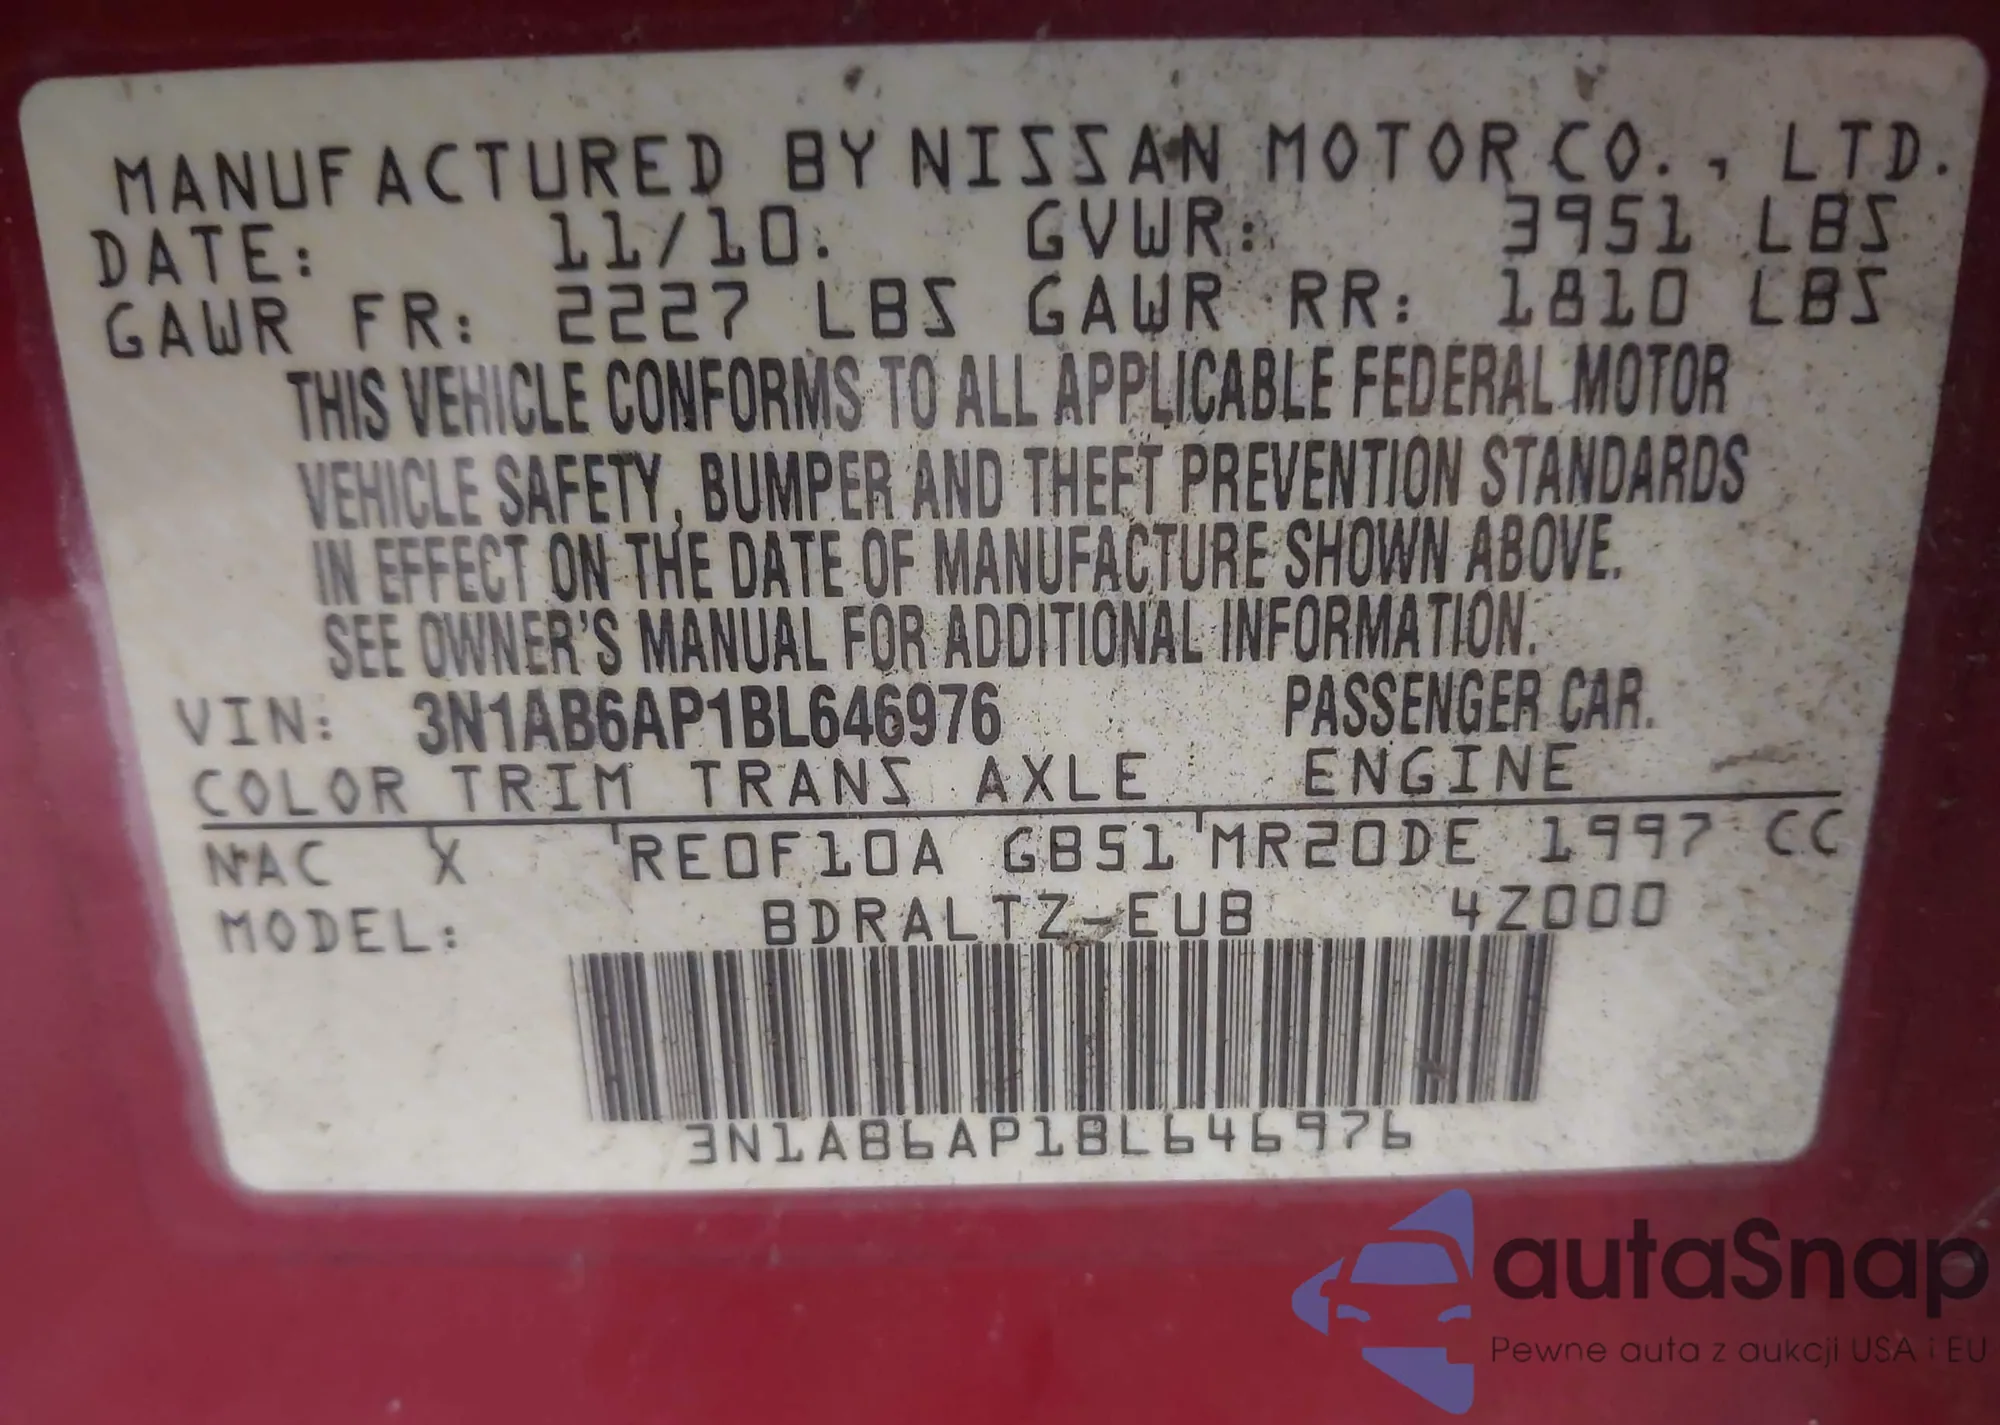 MANUFACTURED BY NISSAN MOTOR CO., LTD.
DATE: 11/10. GVWR: 3951 LBS
GAWR FR: 2227 LBS GAWR RR: 1810 LBS
THIS VEHICLE CONFORMS TO ALL APPLICABLE FEDERAL MOTOR
VEHICLE SAFETY, BUMPER AND THEFT PREVENTION STANDARDS
IN EFFECT ON THE DATE OF MANUFACTURE SHOWN ABOVE.
SEE OWNER'S MANUAL FOR ADDITIONAL INFORMATION.
VIN: 3N1AB6AP1BL646976 PASSENGER CAR.
COLOR TRIM TRANS AXLE ENGINE
NAC X RE0F10A GB51 MR20DE 1997 CC
MODEL: BDRALTZ-EUB 4Z000
3N1AB6AP1BL646976
autaSnap
Pewne auta z aukcji USA i EU